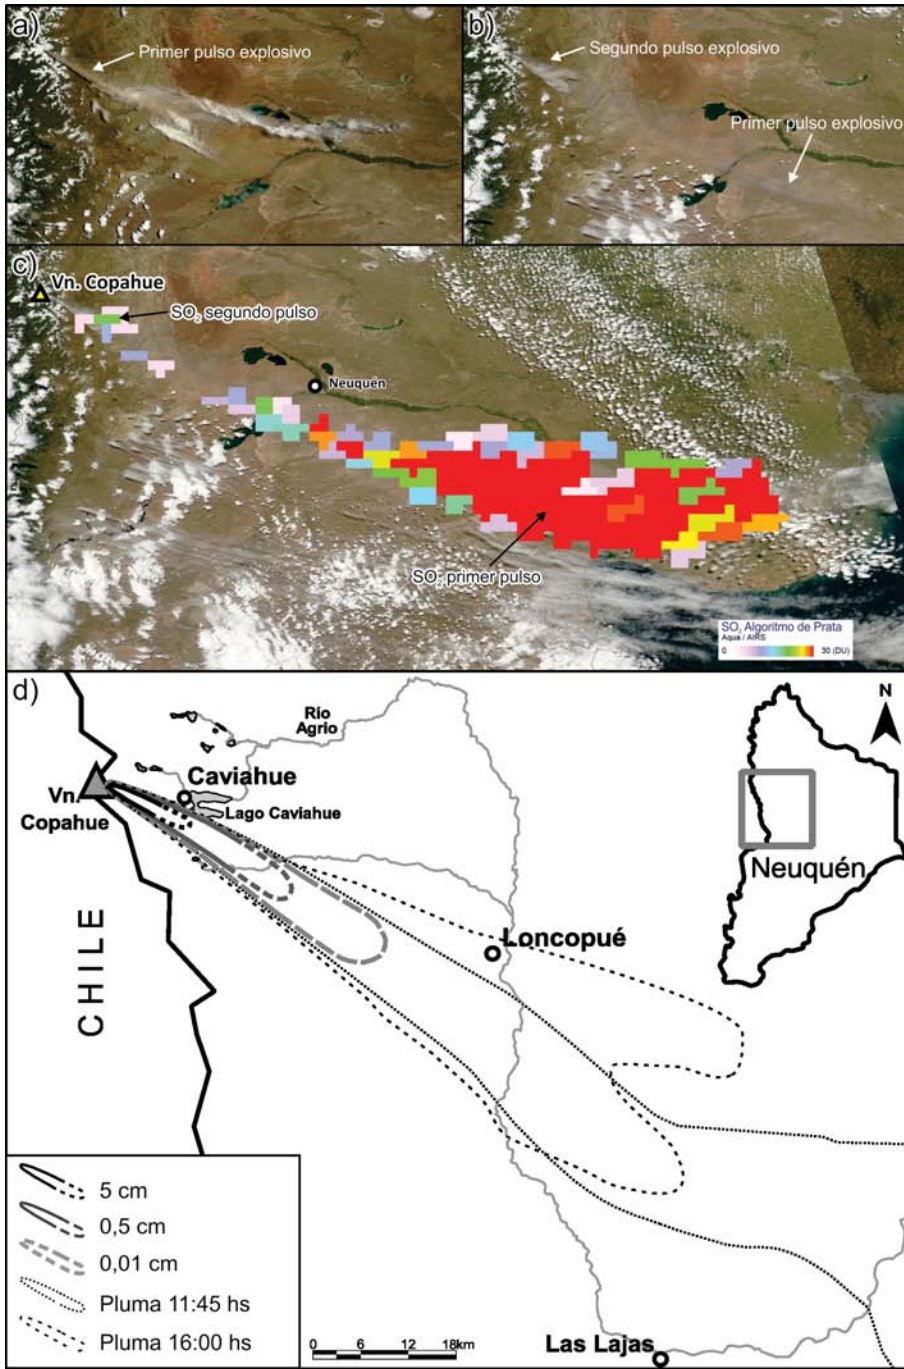 a)
Primer pulso explosivo
b)
Segundo pulso explosivo
Primer pulso explosivo
c)
Vn. Copahue
SO2 segundo pulso
Neuquén
SO2 primer pulso
SO2 Algoritmo de Prata
Aqua / AIRS
0 30 (DU)
d)
Río
Agrio
N
Caviahue
Vn.
Copahue
Lago Caviahue
Neuquén
CHILE
Loncopué
5 cm
0,5 cm
0,01 cm
Pluma 11:45 hs
Pluma 16:00 hs
0 6 12 18km
Las Lajas